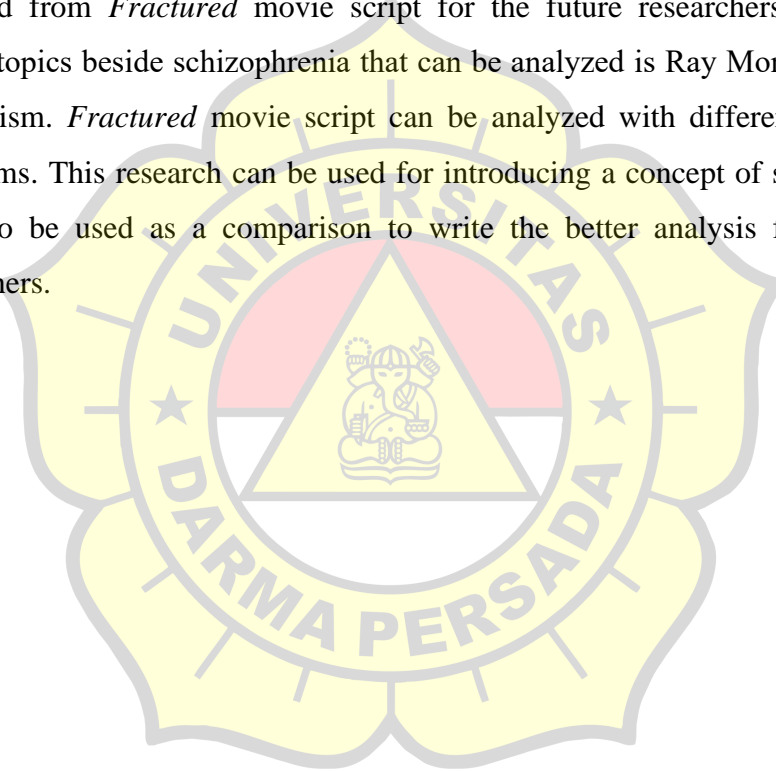 d from Fractured movie script for the future researchers
topics beside schizophrenia that can be analyzed is Ray Mon
ism. Fractured movie script can be analyzed with differe
ms. This research can be used for introducing a concept of s
o be used as a comparison to write the better analysis
ners.
UNIVERSITAS
DARMA PERSADA